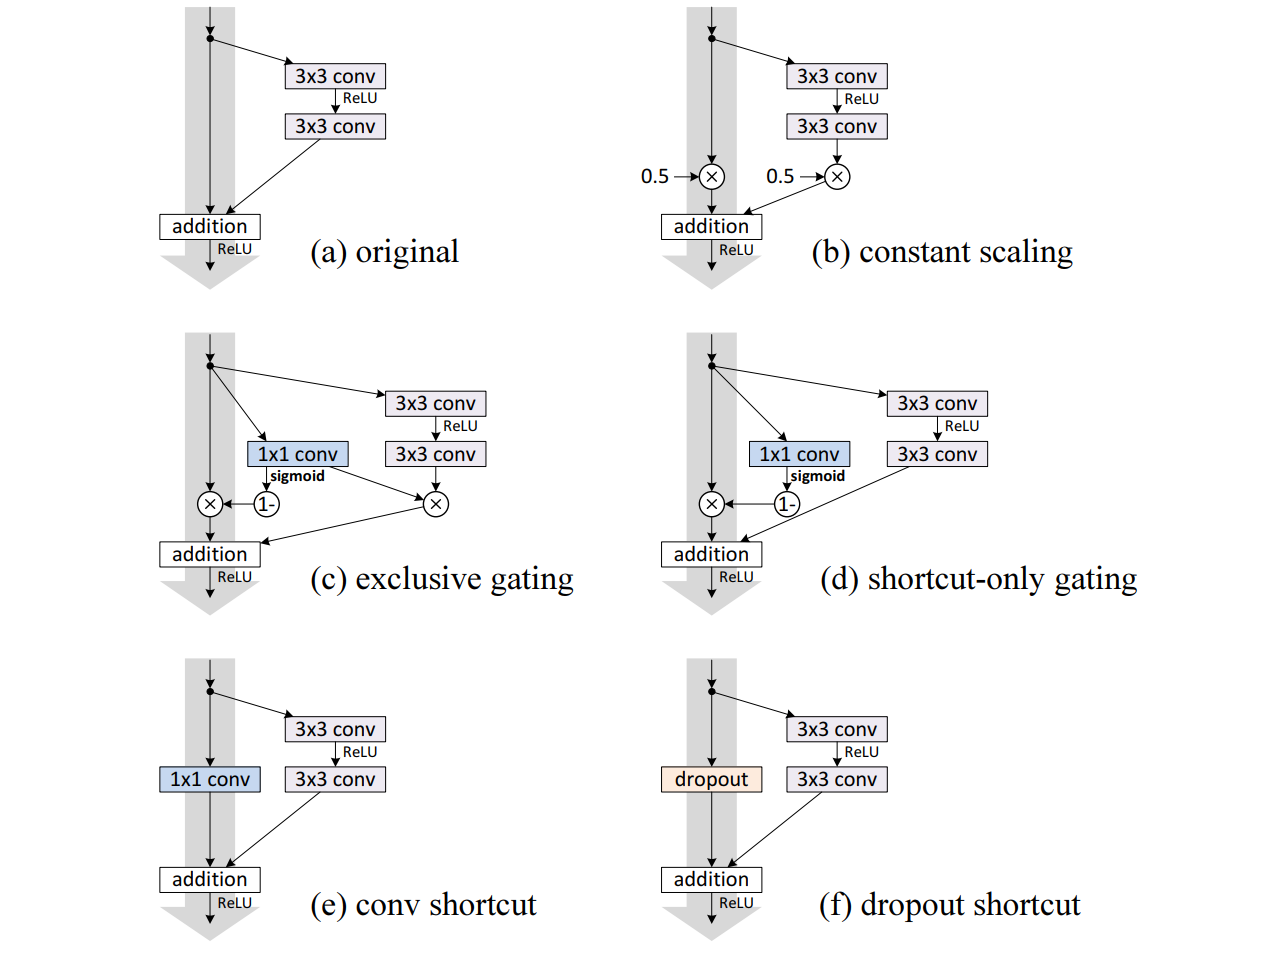 3x3 conv
ReLU
3x3 conv
addition
ReLU
(a) original
3x3 conv
ReLU
3x3 conv
0.5
×
0.5
×
addition
ReLU
(b) constant scaling
3x3 conv
ReLU
1x1 conv
3x3 conv
sigmoid
×
1-
×
addition
ReLU
(c) exclusive gating
3x3 conv
ReLU
1x1 conv
3x3 conv
sigmoid
×
1-
addition
ReLU
(d) shortcut-only gating
3x3 conv
ReLU
1x1 conv
3x3 conv
addition
ReLU
(e) conv shortcut
3x3 conv
ReLU
dropout
3x3 conv
addition
ReLU
(f) dropout shortcut